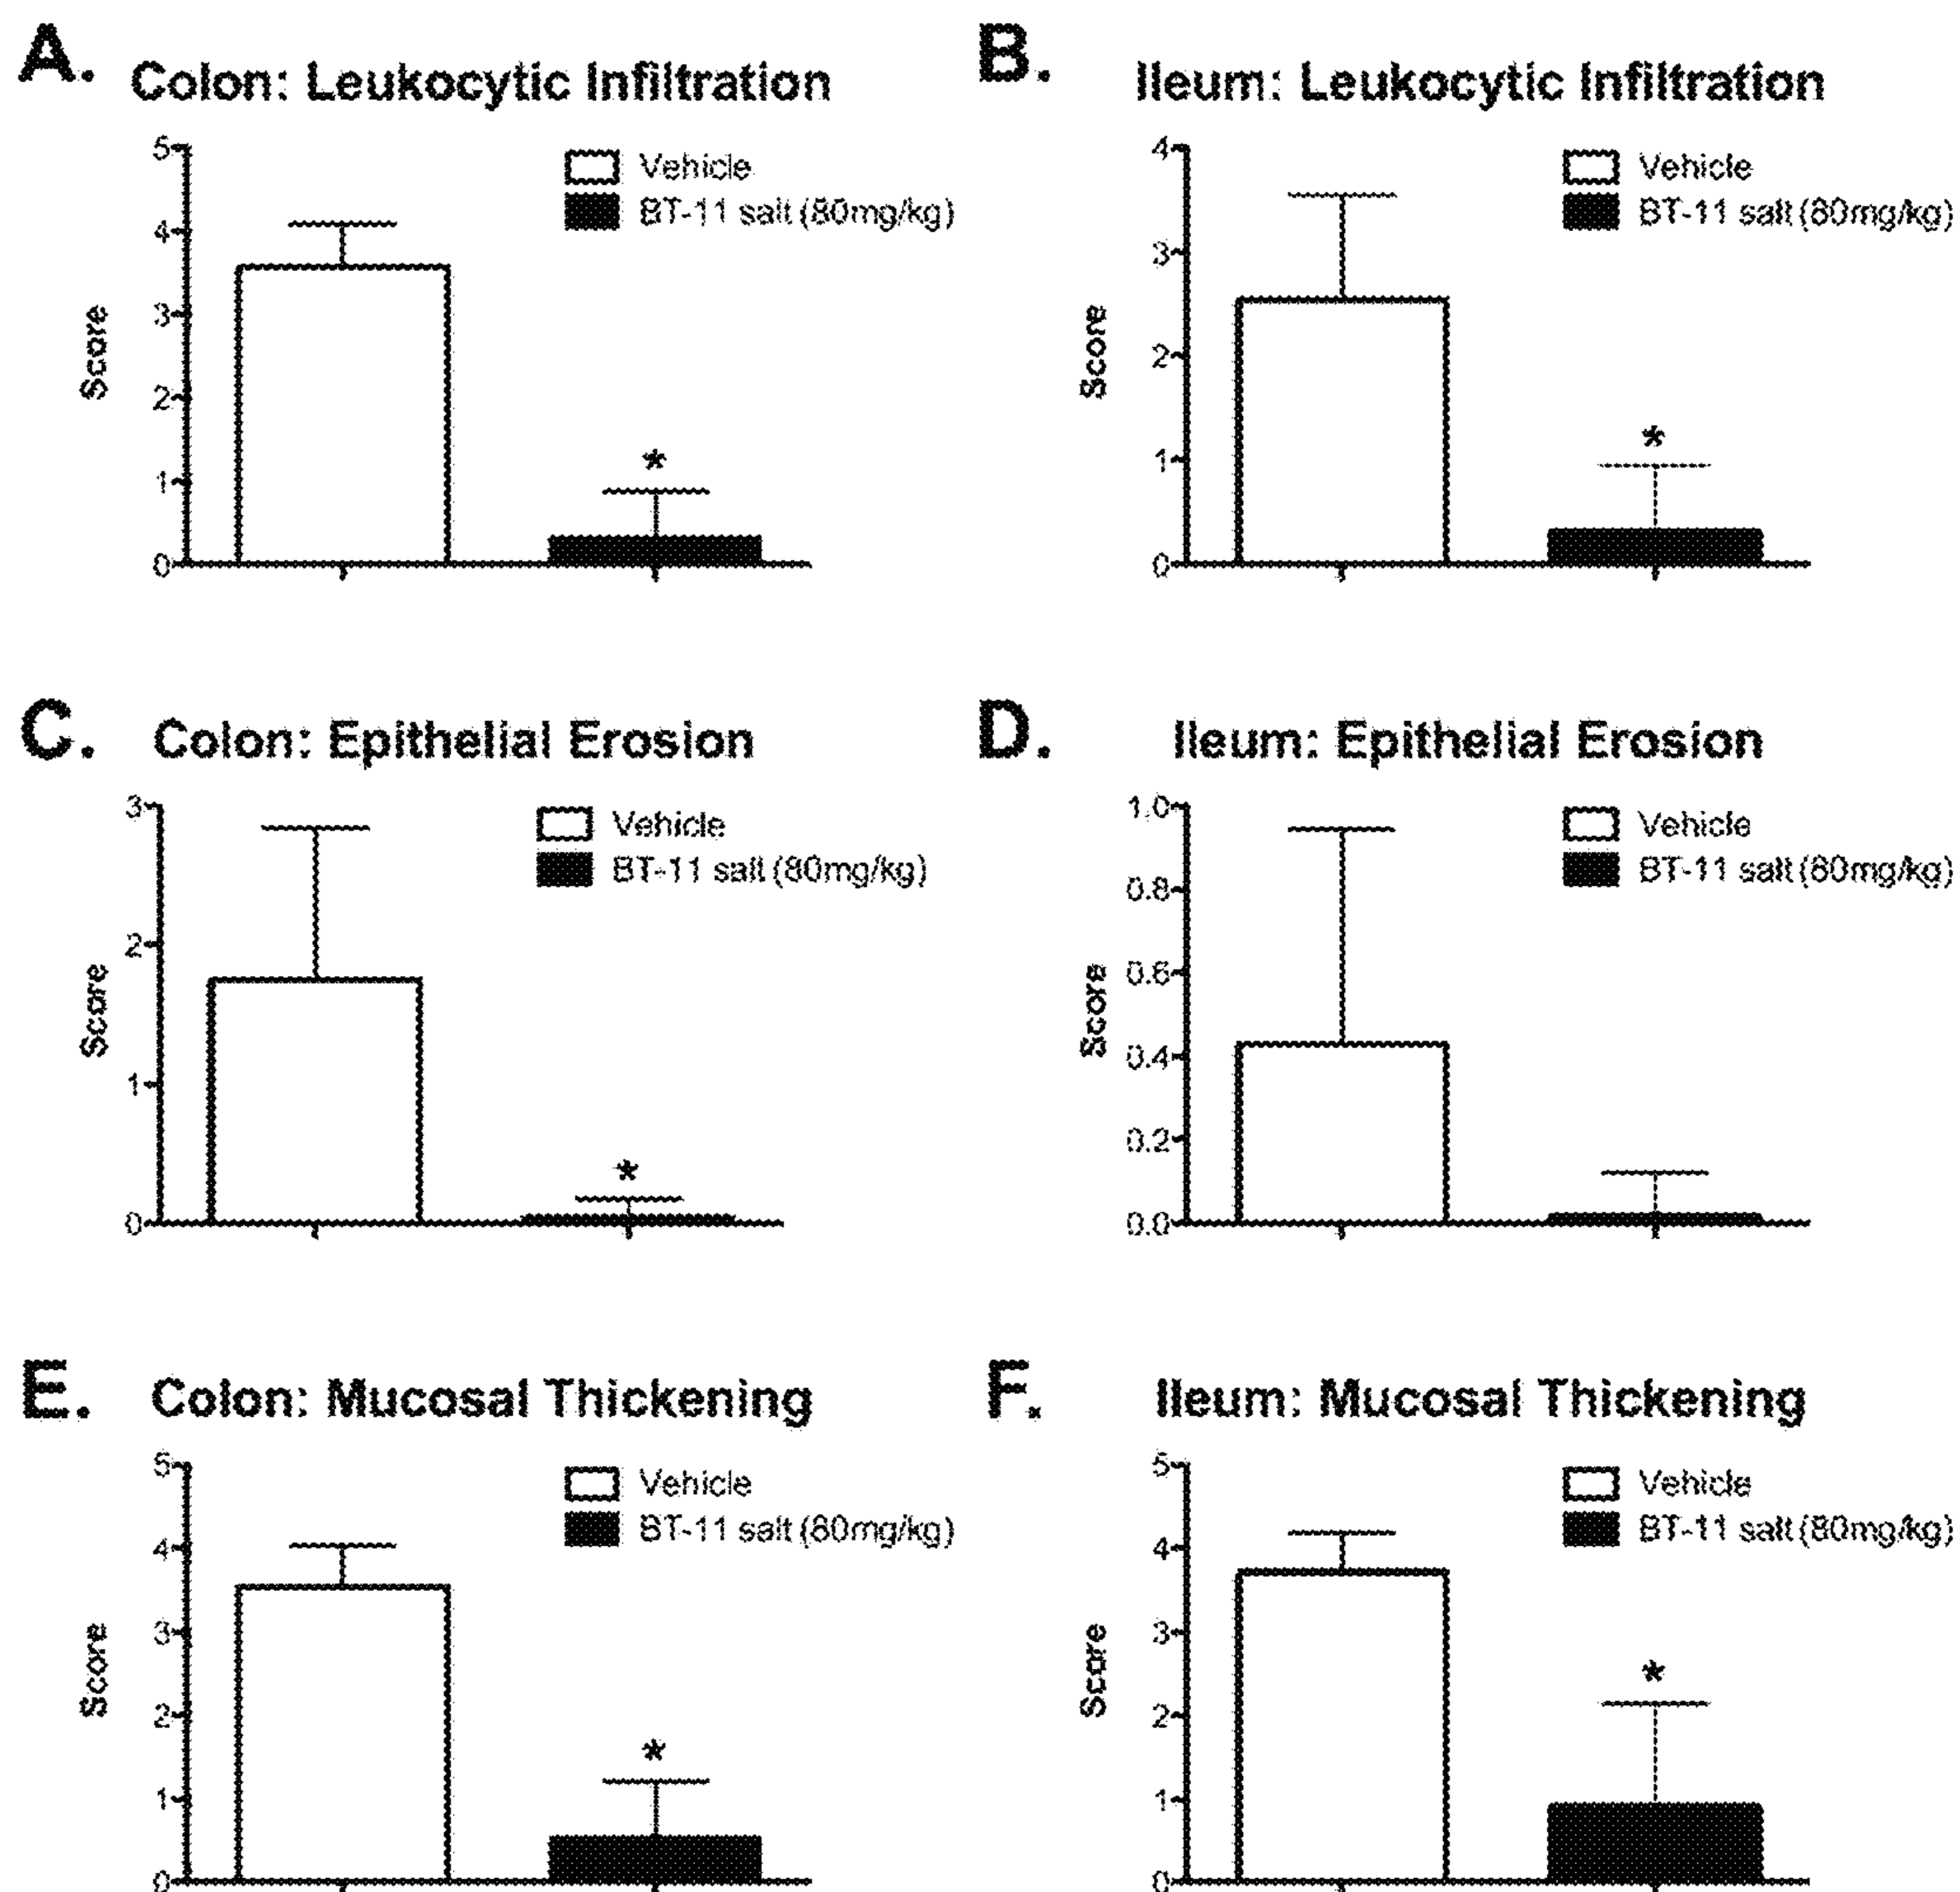 A.
Colon: Leukocytic Infiltration
5
4
3
2
1
0
Score
Vehicle
BT-11 salt (80mg/kg)
*
B.
Ileum: Leukocytic Infiltration
4
3
2
1
0
Score
Vehicle
BT-11 salt (80mg/kg)
*
C.
Colon: Epithelial Erosion
3
2
1
0
Score
Vehicle
BT-11 salt (80mg/kg)
*
D.
Ileum: Epithelial Erosion
1.0
0.8
0.6
0.4
0.2
0.0
Score
Vehicle
BT-11 salt (80mg/kg)
E.
Colon: Mucosal Thickening
5
4
3
2
1
0
Score
Vehicle
BT-11 salt (80mg/kg)
*
F.
Ileum: Mucosal Thickening
5
4
3
2
1
0
Score
Vehicle
BT-11 salt (80mg/kg)
*